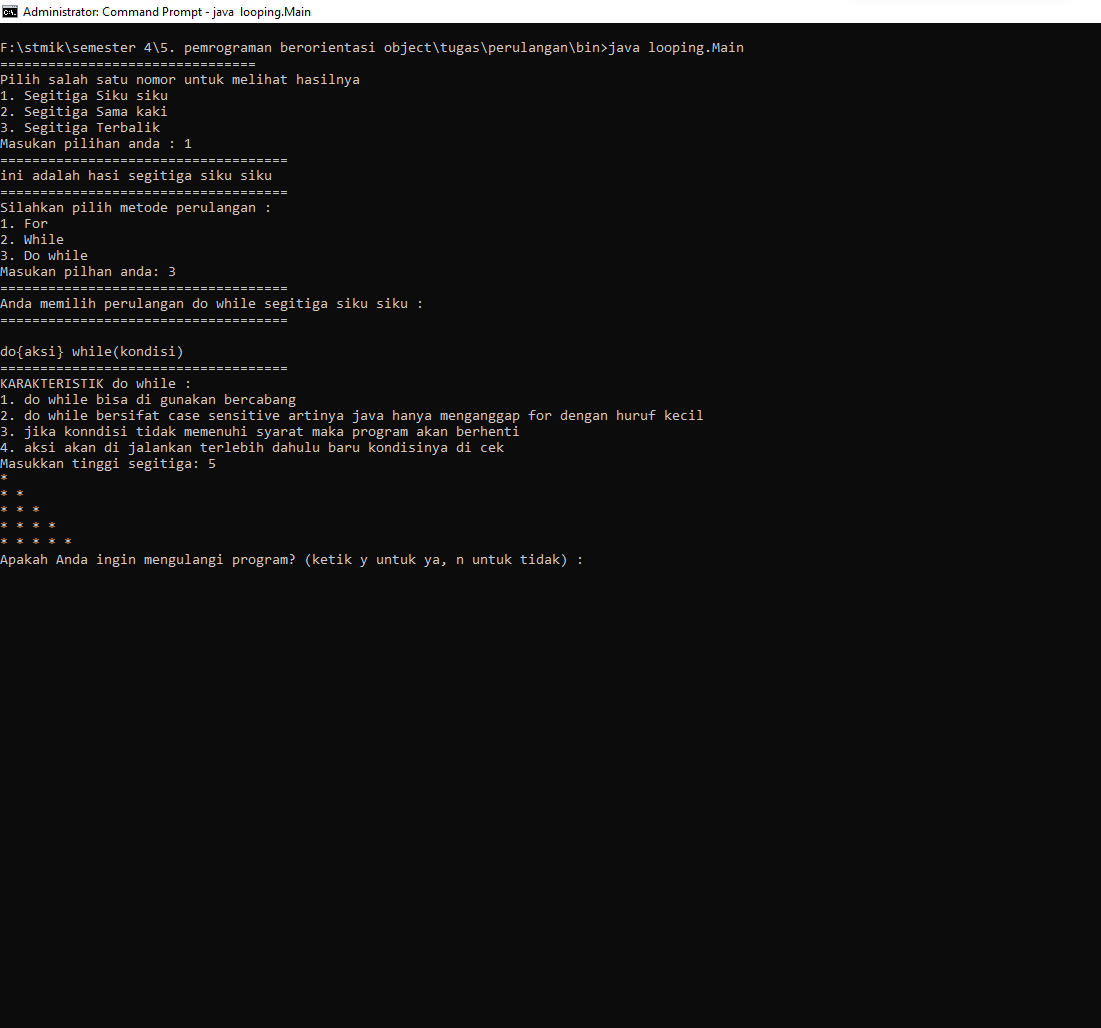 Administrator: Command Prompt - java  looping.Main
F:\stmik\semester 4\5. pemrograman berorientasi object\tugas\perulangan\bin>java looping.Main
================================
Pilih salah satu nomor untuk melihat hasilnya
1. Segitiga Siku siku
2. Segitiga Sama kaki
3. Segitiga Terbalik
Masukan pilihan anda : 1
====================================
ini adalah hasi segitiga siku siku
====================================
Silahkan pilih metode perulangan :
1. For
2. While
3. Do while
Masukan pilhan anda: 3
====================================
Anda memilih perulangan do while segitiga siku siku :
====================================
do{aksi} while(kondisi)
====================================
KARAKTERISTIK do while :
1. do while bisa di gunakan bercabang
2. do while bersifat case sensitive artinya java hanya menganggap for dengan huruf kecil
3. jika konndisi tidak memenuhi syarat maka program akan berhenti
4. aksi akan di jalankan terlebih dahulu baru kondisinya di cek
Masukkan tinggi segitiga: 5
*
* *
* * *
* * * *
* * * * *
Apakah Anda ingin mengulangi program? (ketik y untuk ya, n untuk tidak) :